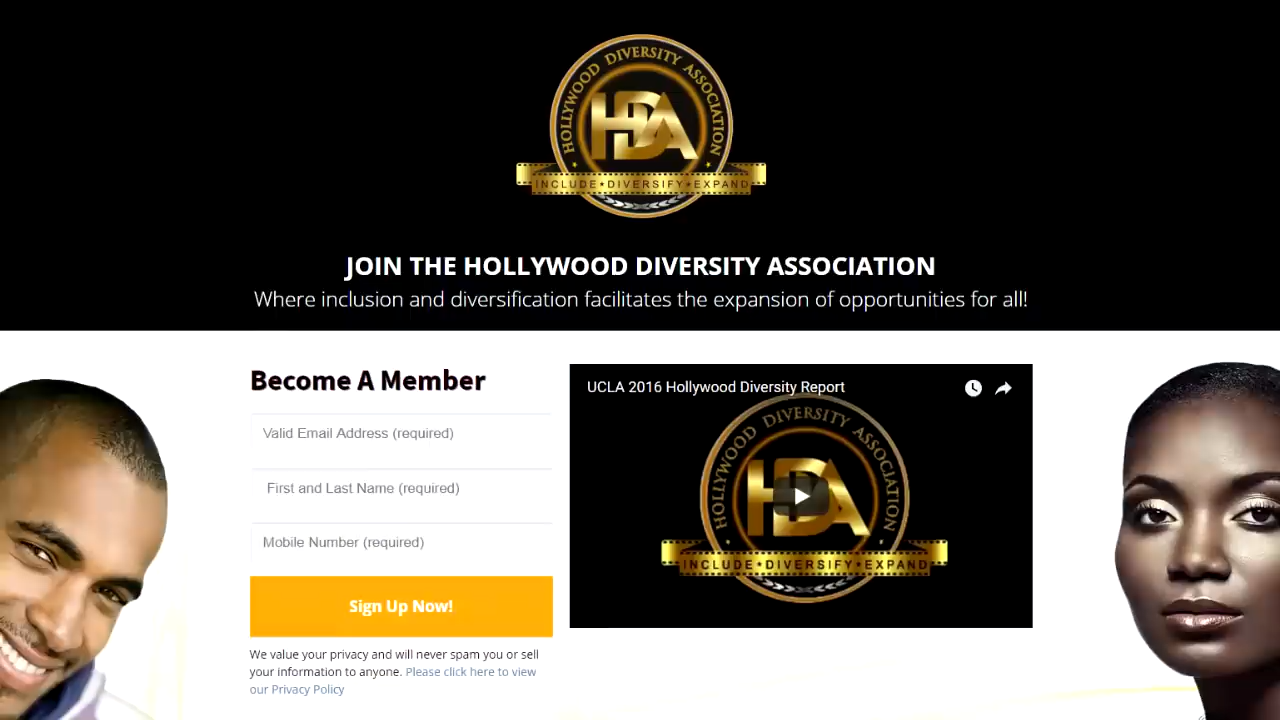 HOLLYWOOD DIVERSITY ASSOCIATION
HDA
INCLUDE★DIVERSIFY★EXPAND
JOIN THE HOLLYWOOD DIVERSITY ASSOCIATION
Where inclusion and diversification facilitates the expansion of opportunities for all!
Become A Member
Valid Email Address (required)
First and Last Name (required)
Mobile Number (required)
Sign Up Now!
We value your privacy and will never spam you or sell
your information to anyone. Please click here to view
our Privacy Policy
UCLA 2016 Hollywood Diversity Report
HOLLYWOOD DIVERSITY ASSOCIATION
HDA
INCLUDE★DIVERSIFY★EXPAND